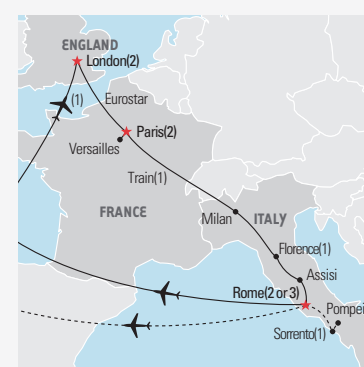 ENGLAND
London(2)
(1)
Eurostar
Paris(2)
Versailles
Train(1)
FRANCE
Milan
ITALY
Florence(1)
Assisi
Rome(2 or 3)
Pompei
Sorrento(1)